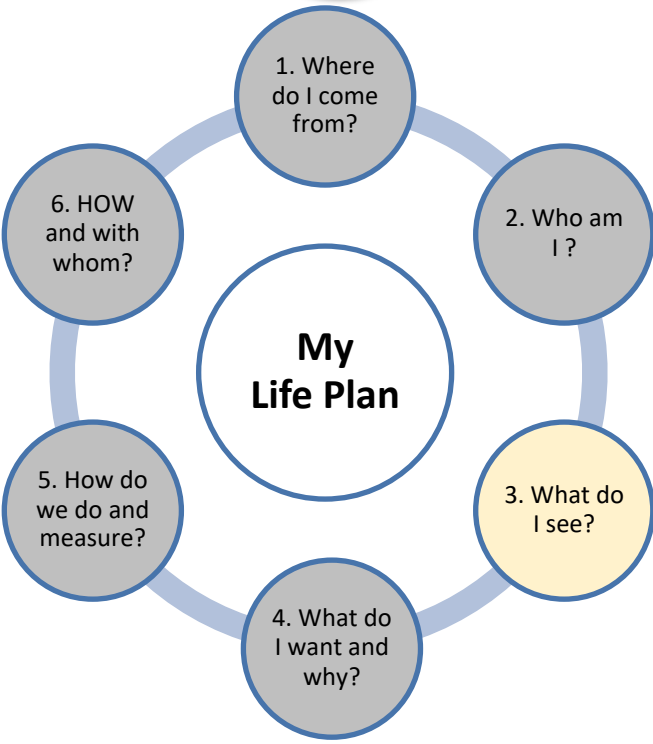 1. Where
do I come
from?
2. Who am
I ?
3. What do
I see?
4. What do
I want and
why?
5. How do
we do and
measure?
6. HOW
and with
whom?
My
Life Plan